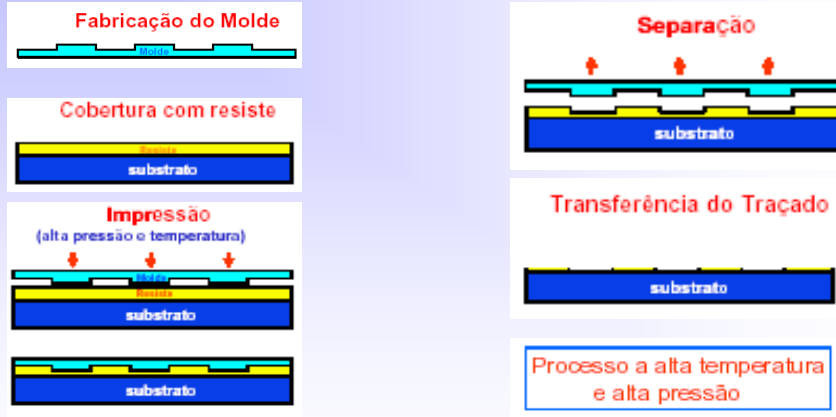 Fabricação do Molde
Molde
Cobertura com resiste
Resiste
substrato
Impressão
(alta pressão e temperatura)
Molde
Resiste
substrato
substrato
Separação
substrato
Transferência do Traçado
substrato
Processo a alta temperatura
e alta pressão